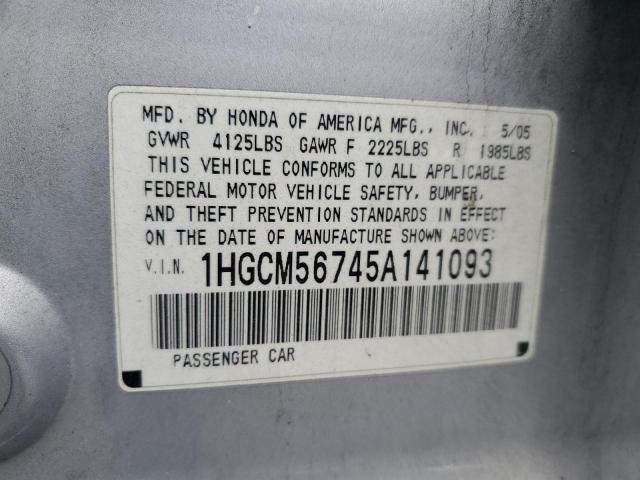 MFD. BY HONDA OF AMERICA MFG., INC. 5/05
GVWR 4125LBS GAWR F 2225LBS R 1985LBS
THIS VEHICLE CONFORMS TO ALL APPLICABLE
FEDERAL MOTOR VEHICLE SAFETY, BUMPER,
AND THEFT PREVENTION STANDARDS IN EFFECT
ON THE DATE OF MANUFACTURE SHOWN ABOVE:
V.I.N. 1HGCM56745A141093
PASSENGER CAR